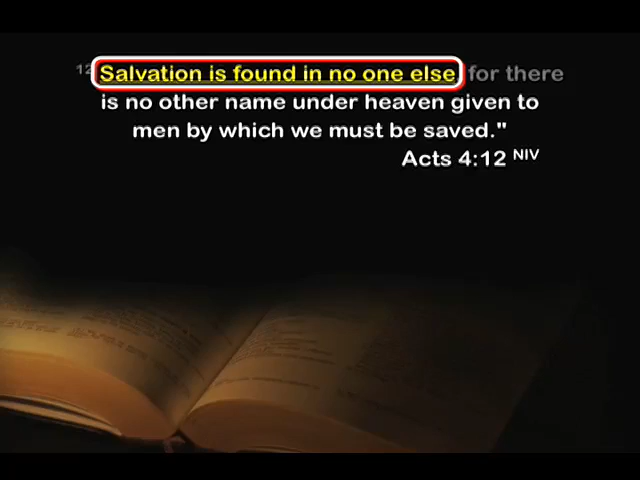 12 Salvation is found in no one else for there
is no other name under heaven given to
men by which we must be saved."
Acts 4:12 NIV